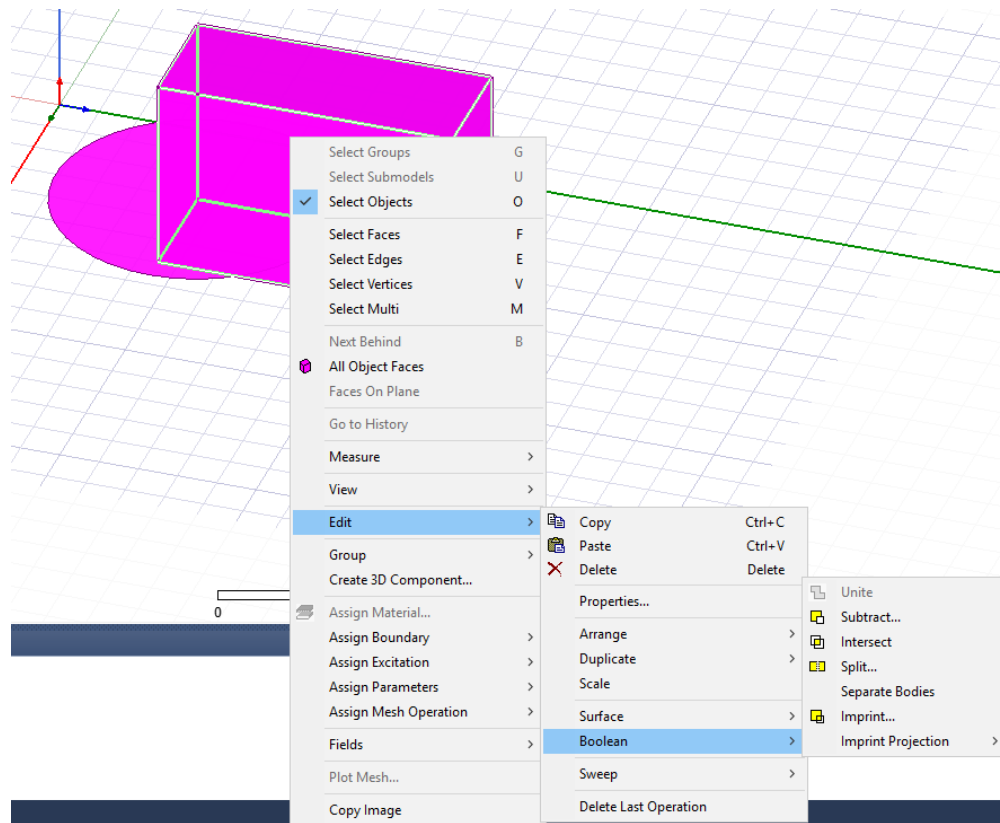 Select Groups G
Select Submodels U
Select Objects O
Select Faces F
Select Edges E
Select Vertices V
Select Multi M
Next Behind B
All Object Faces
Faces On Plane
Go to History
Measure
View
Edit
Group
Create 3D Component...
Assign Material...
Assign Boundary
Assign Excitation
Assign Parameters
Assign Mesh Operation
Fields
Plot Mesh...
Copy Image
0
Copy Ctrl+C
Paste Ctrl+V
Delete Delete
Properties...
Arrange
Duplicate
Scale
Surface
Boolean
Sweep
Delete Last Operation
Unite
Subtract...
Intersect
Split...
Separate Bodies
Imprint...
Imprint Projection